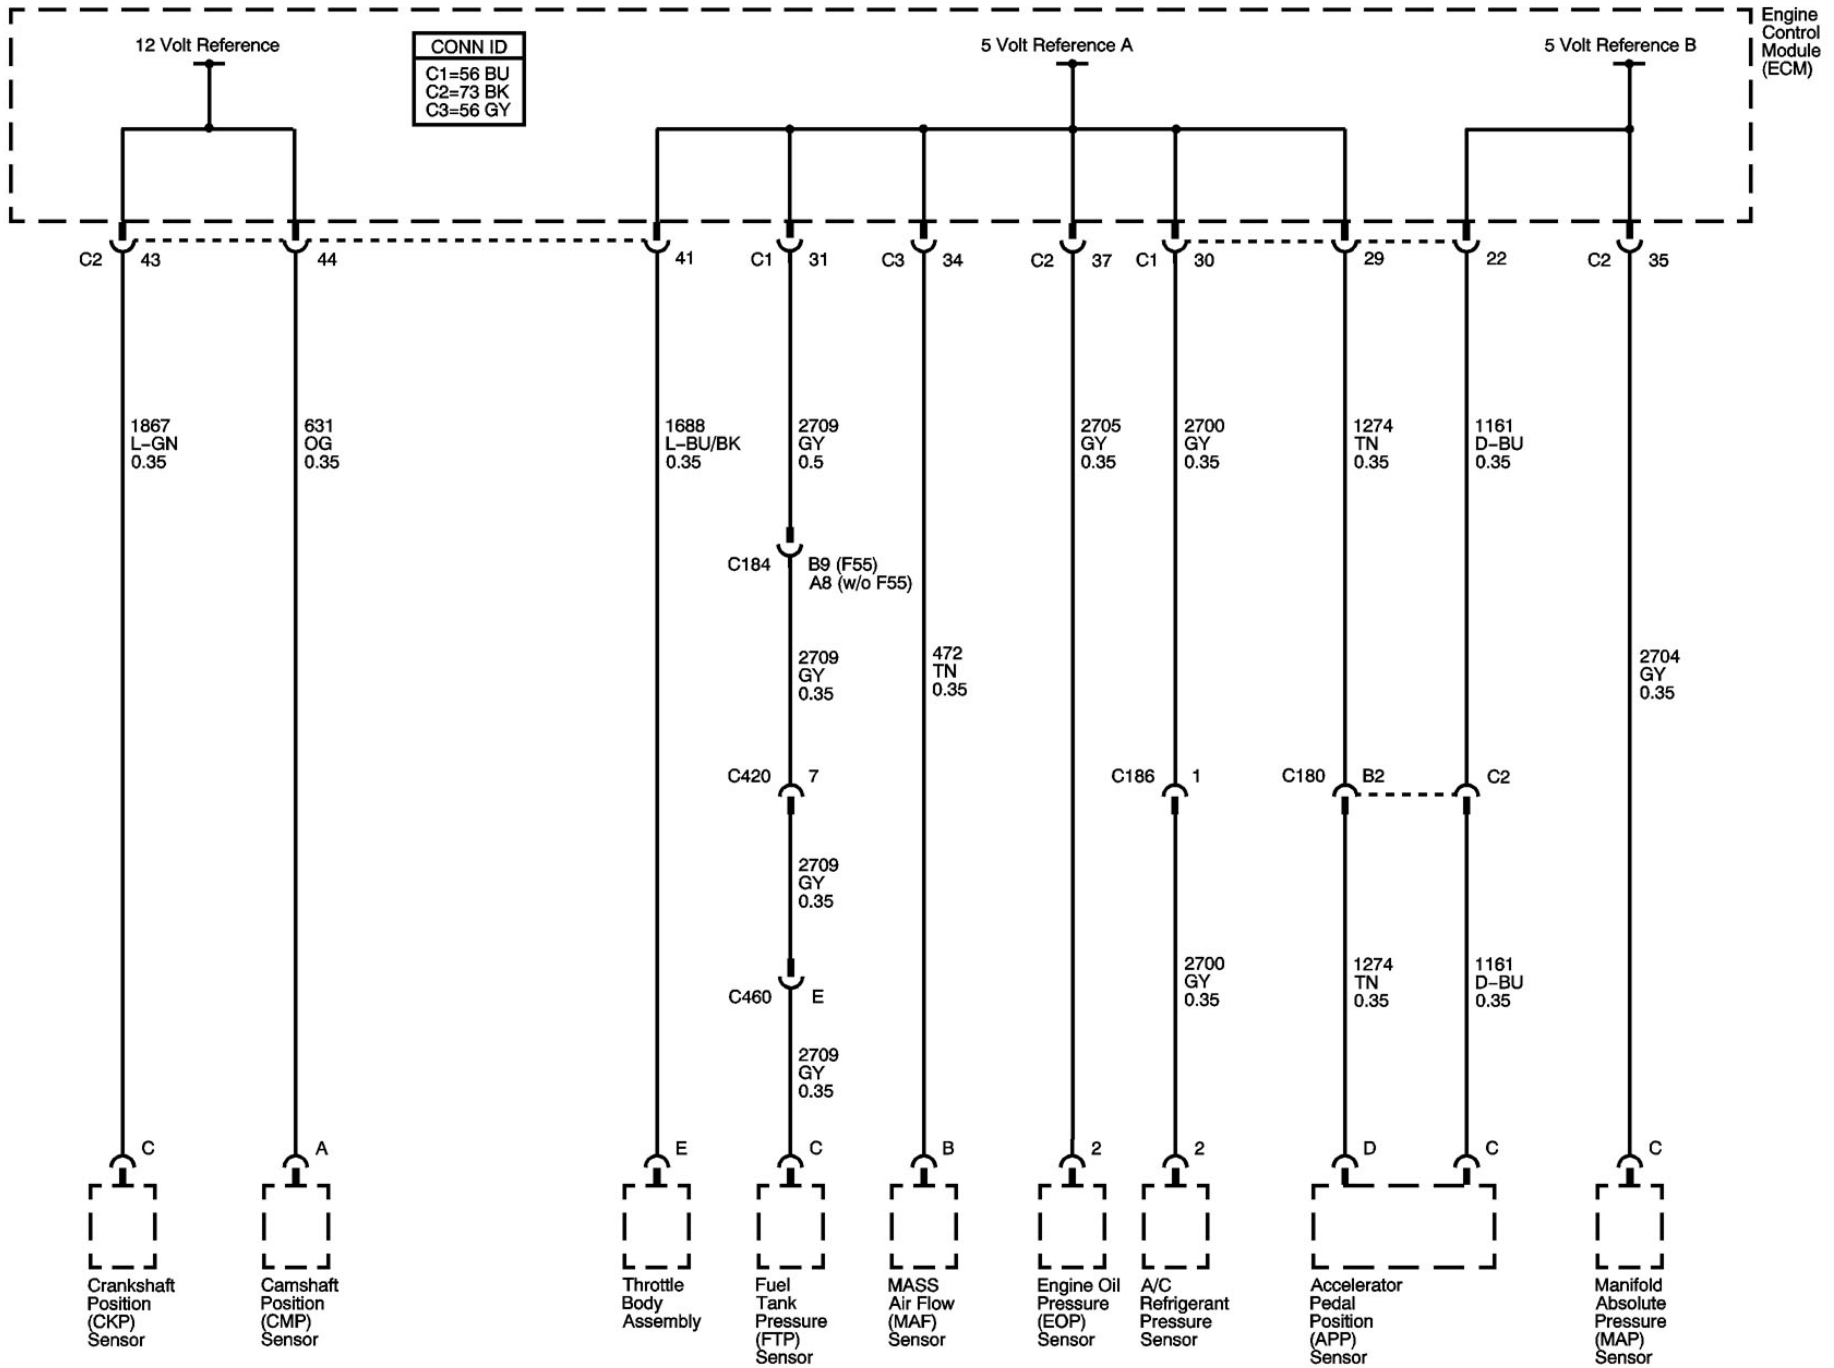 Engine
Control
Module
(ECM)
12 Volt Reference
CONN ID
C1=56 BU
C2=73 BK
C3=56 GY
5 Volt Reference A
5 Volt Reference B
C2 43
44
41
C1 31
C3 34
C2 37
C1 30
29
22
C2 35
1867
L-GN
0.35
631
OG
0.35
1688
L-BU/BK
0.35
2709
GY
0.5
2705
GY
0.35
2700
GY
0.35
1274
TN
0.35
1161
D-BU
0.35
C184 B9 (F55)
A8 (w/o F55)
2709
GY
0.35
472
TN
0.35
2704
GY
0.35
C420 7
C186 1
C180 B2
C2
2709
GY
0.35
C460 E
2700
GY
0.35
1274
TN
0.35
1161
D-BU
0.35
2709
GY
0.35
C
A
E
C
B
2
2
D
C
C
Crankshaft
Position
(CKP)
Sensor
Camshaft
Position
(CMP)
Sensor
Throttle
Body
Assembly
Fuel
Tank
Pressure
(FTP)
Sensor
MASS
Air Flow
(MAF)
Sensor
Engine Oil
Pressure
(EOP)
Sensor
A/C
Refrigerant
Pressure
Sensor
Accelerator
Pedal
Position
(APP)
Sensor
Manifold
Absolute
Pressure
(MAP)
Sensor